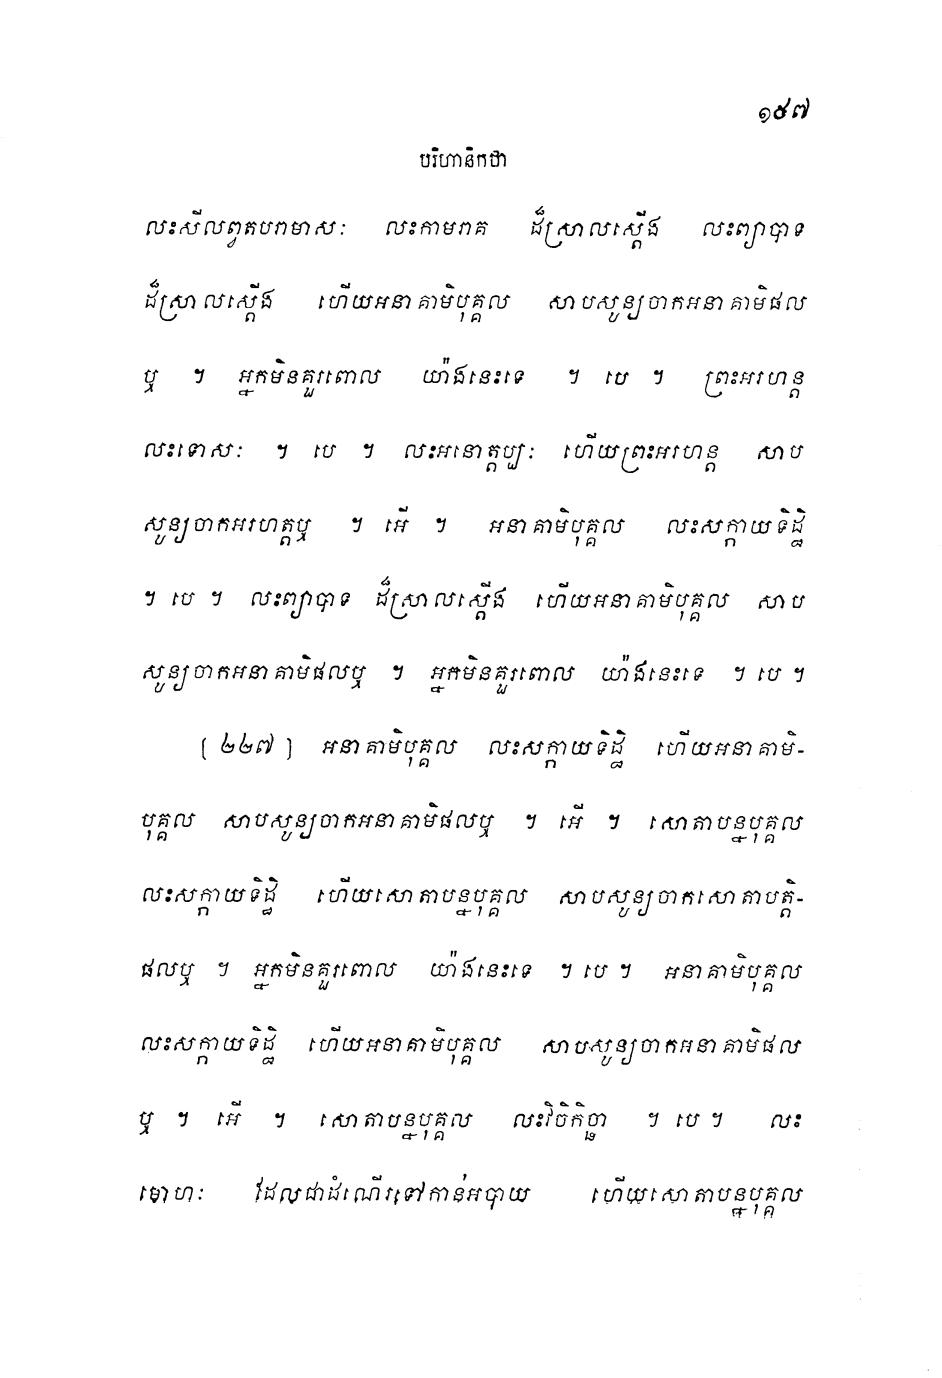 ១៩៧
បរិហានិកថា
លះសីលព្វតបរាមាសៈ លះកាមរាគ ដ៏ស្រាលស្តើង លះព្យាបាទ
ដ៏ស្រាលស្តើង ហើយអនាគាមិបុគ្គល សាបសូន្យចាកអនាគាមិផល
ឬ ។ អ្នកមិនគួរពោល យ៉ាងនេះទេ ។ បេ ។ ព្រះអរហន្ត
លះទោសៈ ។ បេ ។ លះអនោត្តប្បៈ ហើយព្រះអរហន្ត សាប
សូន្យចាកអរហត្តឬ ។ អើ ។ អនាគាមិបុគ្គល លះសក្កាយទិដ្ឋិ
។ បេ ។ លះព្យាបាទ ដ៏ស្រាលស្តើង ហើយអនាគាមិបុគ្គល សាប
សូន្យចាកអនាគាមិផលឬ ។ អ្នកមិនគួរពោល យ៉ាងនេះទេ ។ បេ ។
[ ២២៧ ] អនាគាមិបុគ្គល លះសក្កាយទិដ្ឋិ ហើយអនាគាមិ-
បុគ្គល សាបសូន្យចាកអនាគាមិផលឬ ។ អើ ។ សោតាបន្នបុគ្គល
លះសក្កាយទិដ្ឋិ ហើយសោតាបន្នបុគ្គល សាបសូន្យចាកសោតាបត្តិ-
ផលឬ ។ អ្នកមិនគួរពោល យ៉ាងនេះទេ ។ បេ ។ អនាគាមិបុគ្គល
លះសក្កាយទិដ្ឋិ ហើយអនាគាមិបុគ្គល សាបសូន្យចាកអនាគាមិផល
ឬ ។ អើ ។ សោតាបន្នបុគ្គល លះវិចិកិច្ឆា ។ បេ ។ លះ
មោហៈ ដែលជាដំណើរទៅកាន់អបាយ ហើយសោតាបន្នបុគ្គល